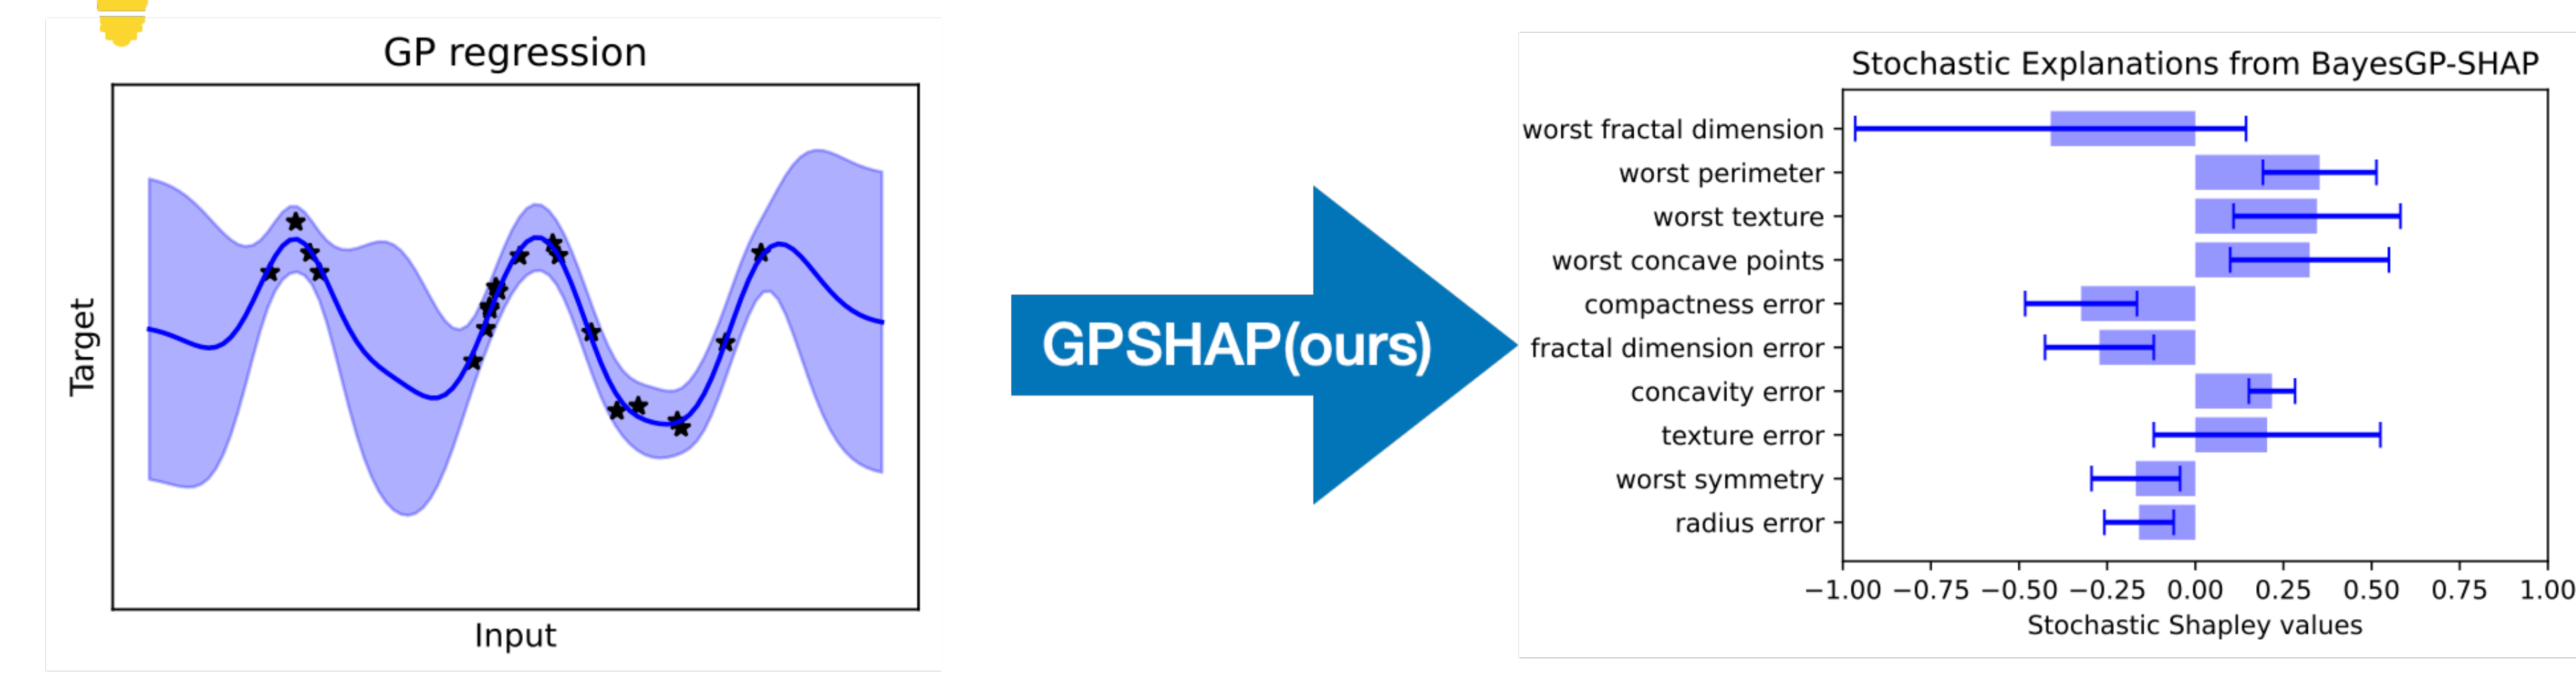 GP regression
Target
Input
GPSHAP(ours)
Stochastic Explanations from BayesGP-SHAP
worst fractal dimension
worst perimeter
worst texture
worst concave points
compactness error
fractal dimension error
concavity error
texture error
worst symmetry
radius error
−1.00 −0.75 −0.50 −0.25 0.00 0.25 0.50 0.75 1.00
Stochastic Shapley values